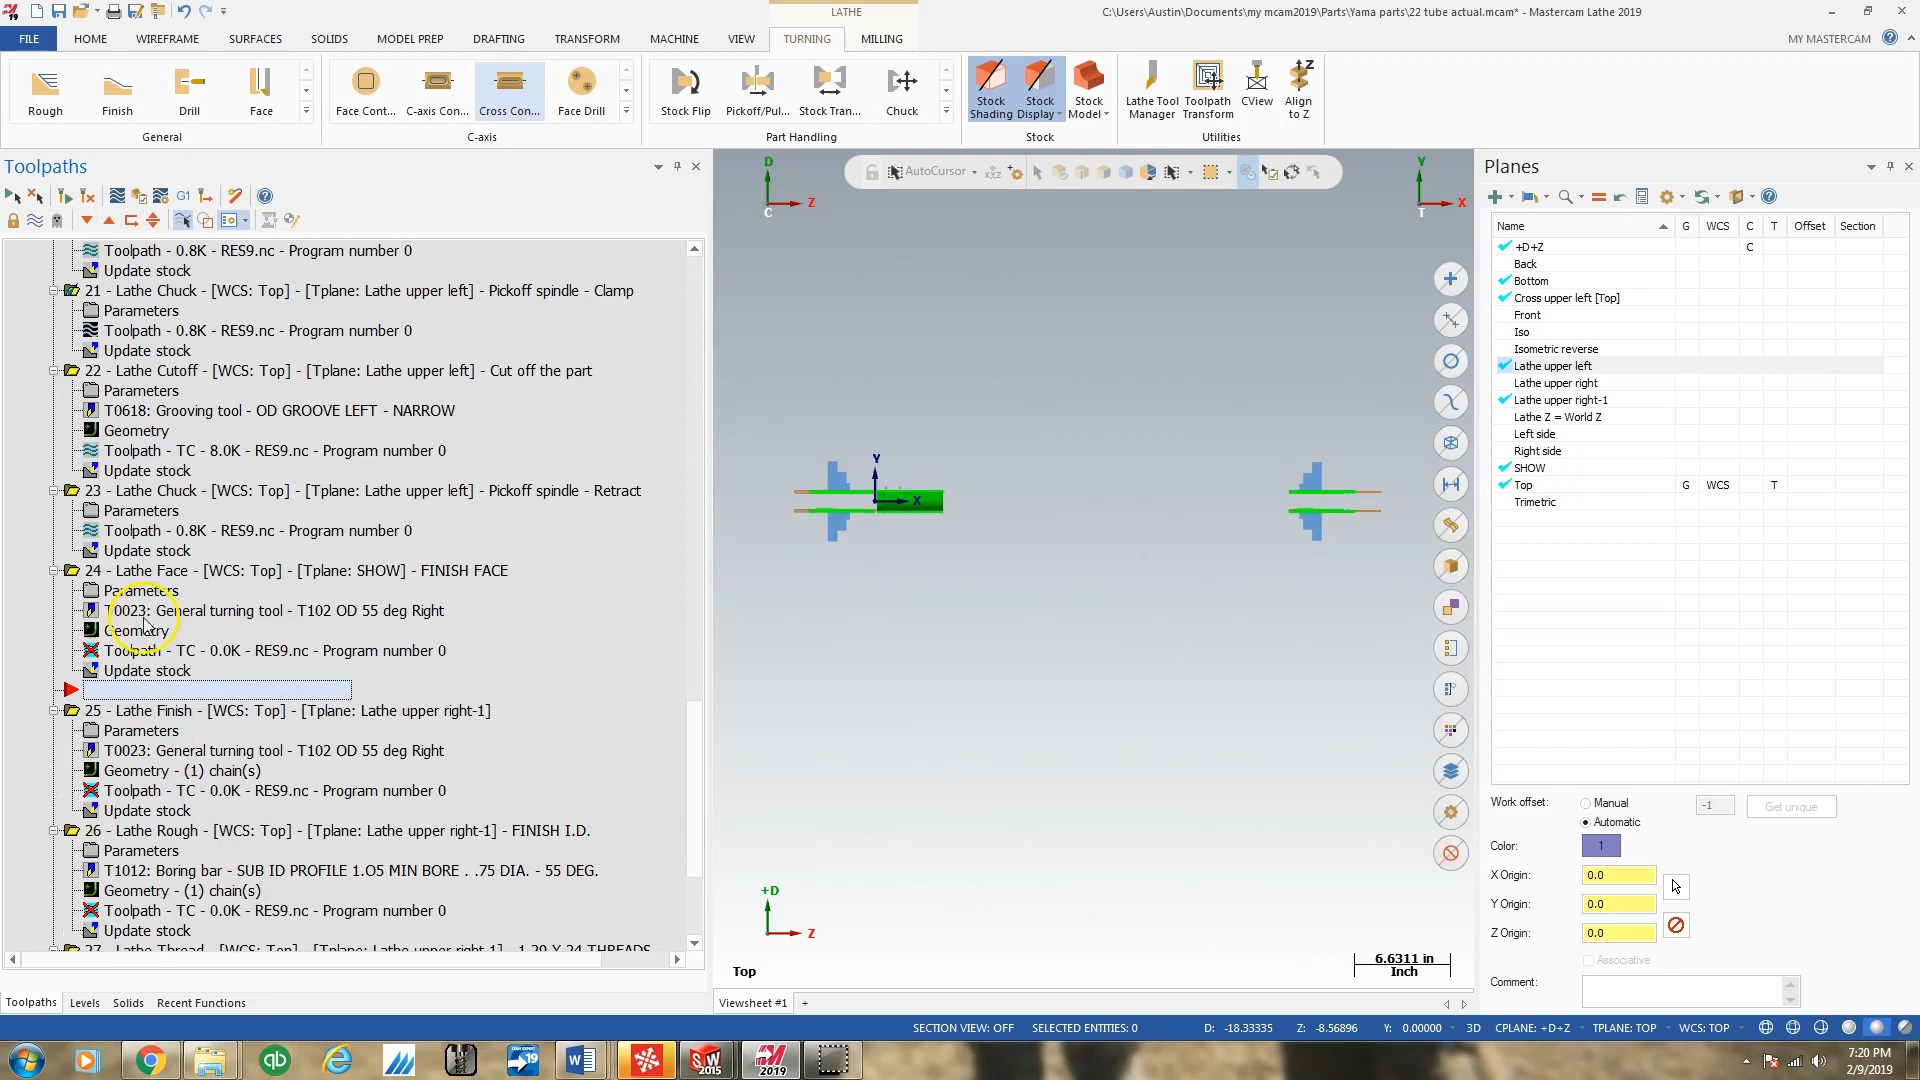 LATHE
C:\Users\Austin\Documents\my mcam2019\Parts\Yama parts\22 tube actual.mcam* - Mastercam Lathe 2019
FILE HOME WIREFRAME SURFACES SOLIDS MODEL PREP DRAFTING TRANSFORM MACHINE VIEW TURNING MILLING MY MASTERCAM
Rough Finish Drill Face
General
Face Cont... C-axis Con... Cross Con... Face Drill
C-axis
Stock Flip Pickoff/Pul... Stock Tran... Chuck
Part Handling
Stock Shading Stock Display Stock Model
Stock
Lathe Tool Manager Toolpath Transform CView Align to Z
Utilities
Toolpaths
G1
Toolpath - 0.8K - RES9.nc - Program number 0
Update stock
21 - Lathe Chuck - [WCS: Top] - [Tplane: Lathe upper left] - Pickoff spindle - Clamp
Parameters
Toolpath - 0.8K - RES9.nc - Program number 0
Update stock
22 - Lathe Cutoff - [WCS: Top] - [Tplane: Lathe upper left] - Cut off the part
Parameters
T0618: Grooving tool - OD GROOVE LEFT - NARROW
Geometry
Toolpath - TC - 8.0K - RES9.nc - Program number 0
Update stock
23 - Lathe Chuck - [WCS: Top] - [Tplane: Lathe upper left] - Pickoff spindle - Retract
Parameters
Toolpath - 0.8K - RES9.nc - Program number 0
Update stock
24 - Lathe Face - [WCS: Top] - [Tplane: SHOW] - FINISH FACE
Parameters
T0023: General turning tool - T102 OD 55 deg Right
Geometry
Toolpath - TC - 0.0K - RES9.nc - Program number 0
Update stock
25 - Lathe Finish - [WCS: Top] - [Tplane: Lathe upper right-1]
Parameters
T0023: General turning tool - T102 OD 55 deg Right
Geometry - (1) chain(s)
Toolpath - TC - 0.0K - RES9.nc - Program number 0
Update stock
26 - Lathe Rough - [WCS: Top] - [Tplane: Lathe upper right-1] - FINISH I.D.
Parameters
T1012: Boring bar - SUB ID PROFILE 1.O5 MIN BORE . .75 DIA. - 55 DEG.
Geometry - (1) chain(s)
Toolpath - TC - 0.0K - RES9.nc - Program number 0
Update stock
27 - Lathe Thread - [WCS: Top] - [Tplane: Lathe upper right-1] - 1.29 X 24 THREADS
Toolpaths Levels Solids Recent Functions
AutoCursor
D
Z
C
Y
X
T
Y
X
+D
Z
Top
6.6311 in
Inch
Viewsheet #1 +
Planes
Name G WCS C T Offset Section
+D+Z C
Back
Bottom
Cross upper left [Top]
Front
Iso
Isometric reverse
Lathe upper left
Lathe upper right
Lathe upper right-1
Lathe Z = World Z
Left side
Right side
SHOW
Top G WCS T
Trimetric
Work offset: Manual -1 Get unique
Automatic
Color: 1
X Origin: 0.0
Y Origin: 0.0
Z Origin: 0.0
Associative
Comment:
SECTION VIEW: OFF SELECTED ENTITIES: 0 D: -18.33335 Z: -8.56896 Y: 0.00000 3D CPLANE: +D+Z TPLANE: TOP WCS: TOP
7:20 PM
2/9/2019